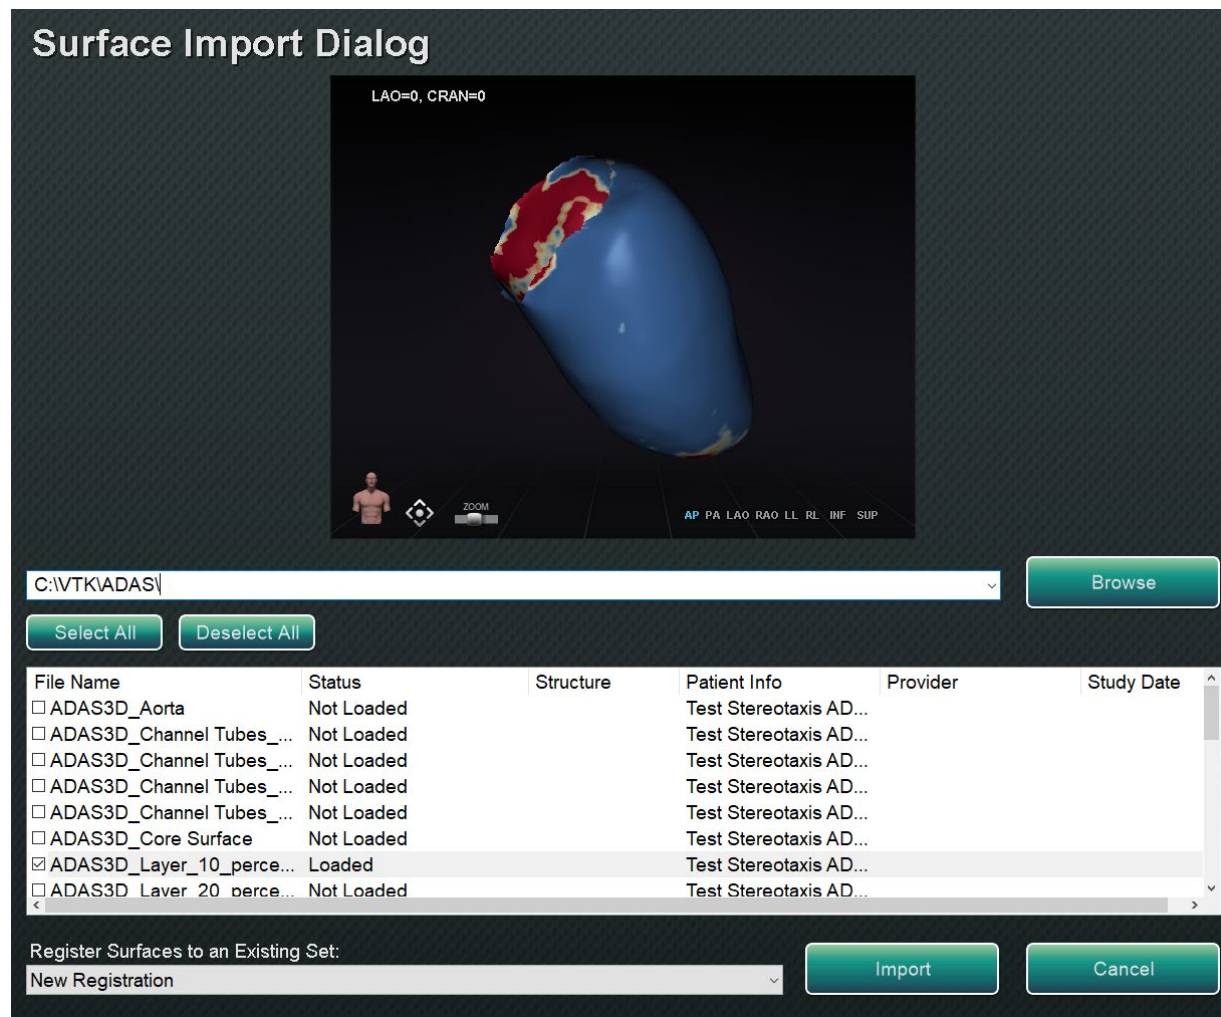 Surface Import Dialog
LAO=0, CRAN=0
ZOOM
AP PA LAO RAO LL RL INF SUP
C:\VTK\ADAS\
Browse
Select All Deselect All
File Name Status Structure Patient Info Provider Study Date
ADAS3D_Aorta Not Loaded Test Stereotaxis AD...
ADAS3D_Channel Tubes_... Not Loaded Test Stereotaxis AD...
ADAS3D_Channel Tubes_... Not Loaded Test Stereotaxis AD...
ADAS3D_Channel Tubes_... Not Loaded Test Stereotaxis AD...
ADAS3D_Channel Tubes_... Not Loaded Test Stereotaxis AD...
ADAS3D_Core Surface Not Loaded Test Stereotaxis AD...
ADAS3D_Layer_10_perce... Loaded Test Stereotaxis AD...
ADAS3D_Layer_20_perce... Not Loaded Test Stereotaxis AD...
Register Surfaces to an Existing Set:
New Registration
Import Cancel